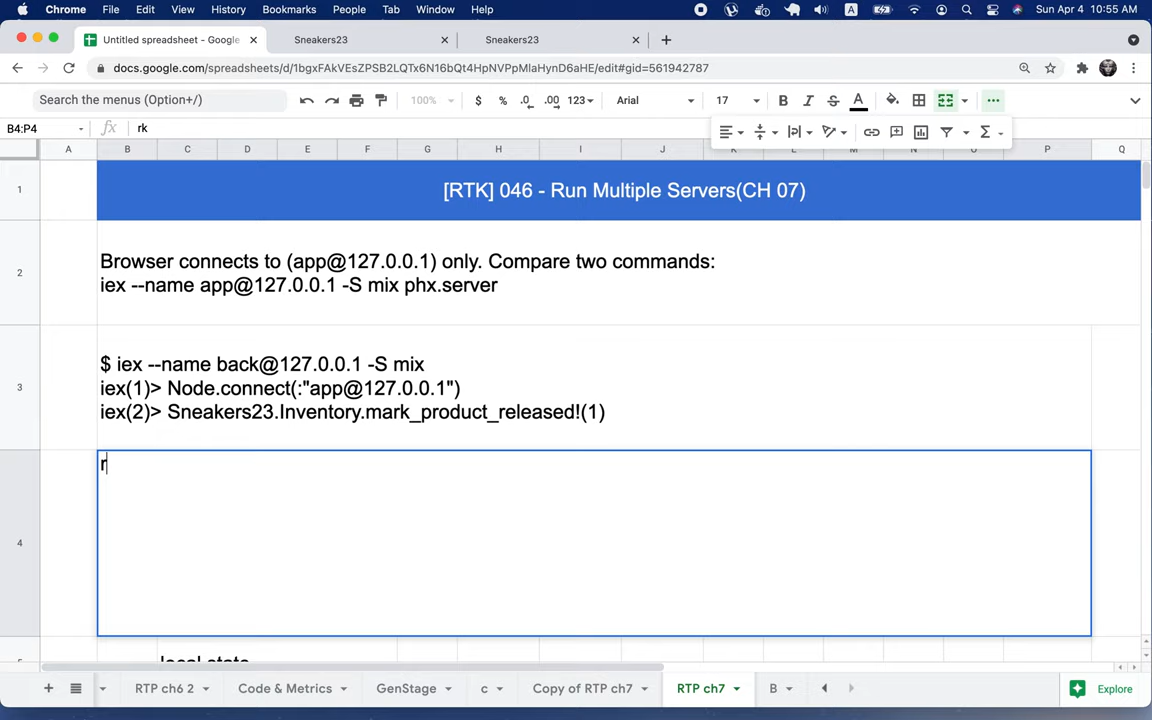 Chrome File Edit View History Bookmarks People Tab Window Help A Sun Apr 4 10:55 AM
Untitled spreadsheet - Google Sneakers23 Sneakers23
docs.google.com/spreadsheets/d/1bgxFAkVEsZPSB2LQTx6N16bQt4HpNVPpMlaHynD6aHE/edit#gid=561942787
Search the menus (Option+/) 100% $ % .0 .00 123 Arial 17 B I S A
B4:P4 fx rk
A B C D E F G H I J K L M N O P Q
1 [RTK] 046 - Run Multiple Servers(CH 07)
2 Browser connects to (app@127.0.0.1) only. Compare two commands:
iex --name app@127.0.0.1 -S mix phx.server
3 $ iex --name back@127.0.0.1 -S mix
iex(1)> Node.connect(:"app@127.0.0.1")
iex(2)> Sneakers23.Inventory.mark_product_released!(1)
4 r
5 local state
RTP ch6 2 Code & Metrics GenStage c Copy of RTP ch7 RTP ch7 B Explore